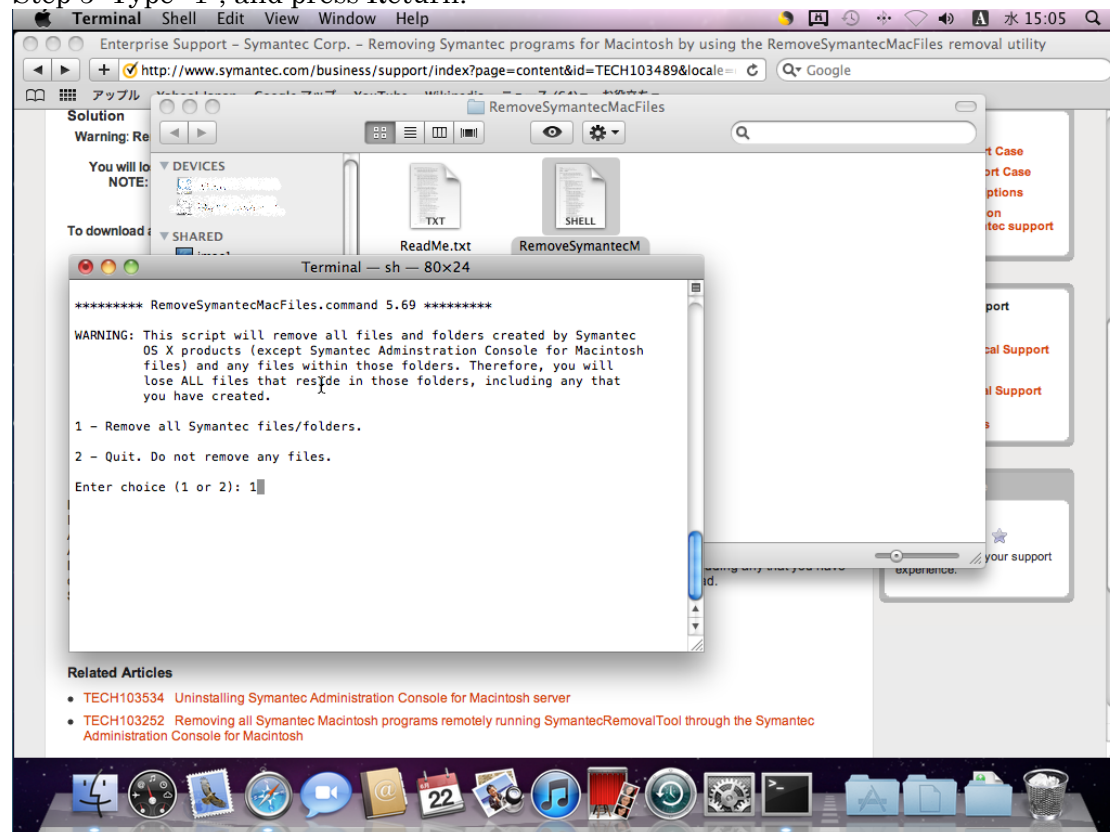 Terminal Shell Edit View Window Help
水 15:05
Enterprise Support – Symantec Corp. – Removing Symantec programs for Macintosh by using the RemoveSymantecMacFiles removal utility
http://www.symantec.com/business/support/index?page=content&id=TECH103489&locale=
Google
アップル
RemoveSymantecMacFiles
Solution
Warning: Re
You will lo
NOTE:
To download a
DEVICES
SHARED
TXT
SHELL
ReadMe.txt
RemoveSymantecM
rt Case
ort Case
ptions
on
tec support
port
cal Support
al Support
s
Terminal — sh — 80×24
********* RemoveSymantecMacFiles.command 5.69 *********
WARNING: This script will remove all files and folders created by Symantec
OS X products (except Symantec Adminstration Console for Macintosh
files) and any files within those folders. Therefore, you will
lose ALL files that reside in those folders, including any that
you have created.
1 – Remove all Symantec files/folders.
2 – Quit. Do not remove any files.
Enter choice (1 or 2): 1
your support
experience.
Related Articles
TECH103534 Uninstalling Symantec Administration Console for Macintosh server
TECH103252 Removing all Symantec Macintosh programs remotely running SymantecRemovalTool through the Symantec
Administration Console for Macintosh
22